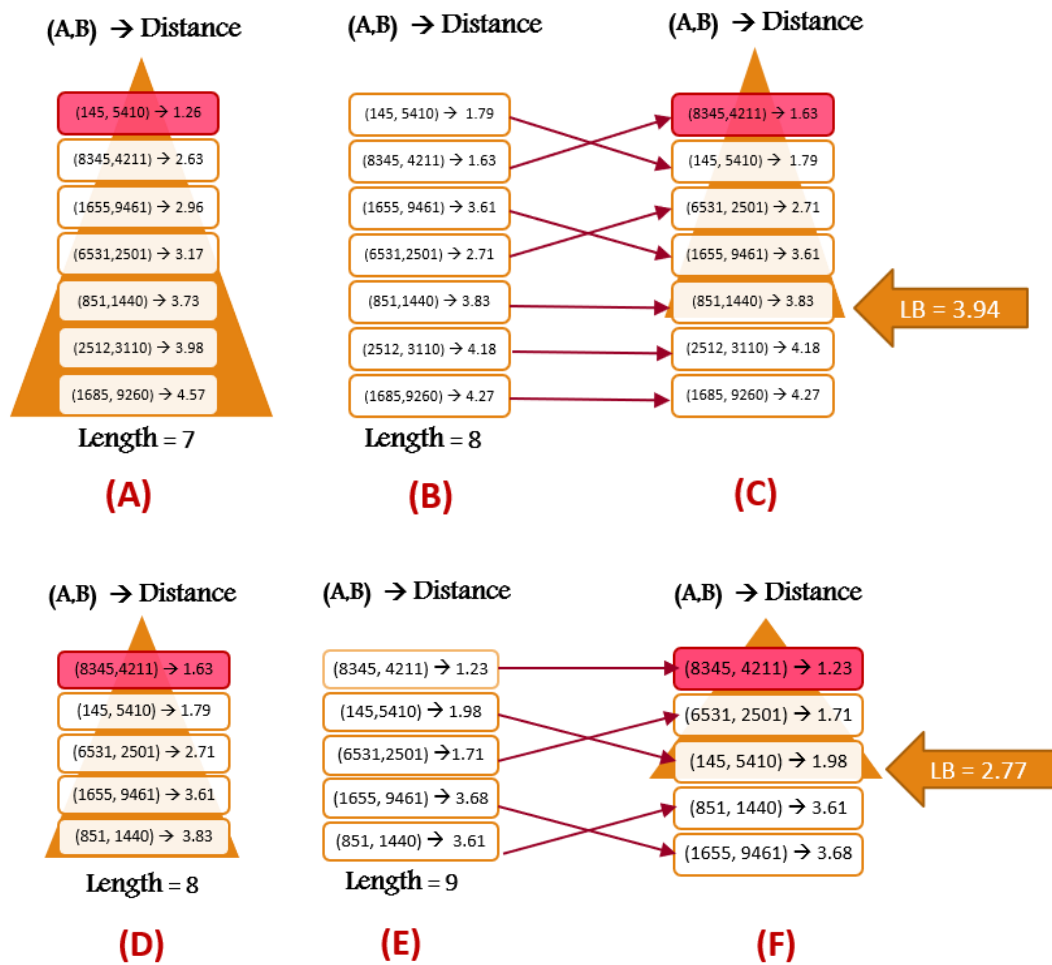 (A,B) → Distance
(145, 5410) → 1.26
(8345,4211) → 2.63
(1655,9461) → 2.96
(6531,2501) → 3.17
(851,1440) → 3.73
(2512,3110) → 3.98
(1685, 9260) → 4.57
Length = 7
(A)
(A,B) → Distance
(145, 5410) → 1.79
(8345, 4211) → 1.63
(1655, 9461) → 3.61
(6531,2501) → 2.71
(851,1440) → 3.83
(2512, 3110) → 4.18
(1685,9260) → 4.27
Length = 8
(B)
(A,B) → Distance
(8345,4211) → 1.63
(145, 5410) → 1.79
(6531, 2501) → 2.71
(1655, 9461) → 3.61
(851,1440) → 3.83
(2512, 3110) → 4.18
(1685, 9260) → 4.27
LB = 3.94
(C)
(A,B) → Distance
(8345,4211) → 1.63
(145, 5410) → 1.79
(6531, 2501) → 2.71
(1655, 9461) → 3.61
(851, 1440) → 3.83
Length = 8
(D)
(A,B) → Distance
(8345, 4211) → 1.23
(145,5410) → 1.98
(6531,2501) →1.71
(1655, 9461) → 3.68
(851, 1440) → 3.61
Length = 9
(E)
(A,B) → Distance
(8345, 4211) → 1.23
(6531, 2501) → 1.71
(145, 5410) → 1.98
(851, 1440) → 3.61
(1655, 9461) → 3.68
LB = 2.77
(F)